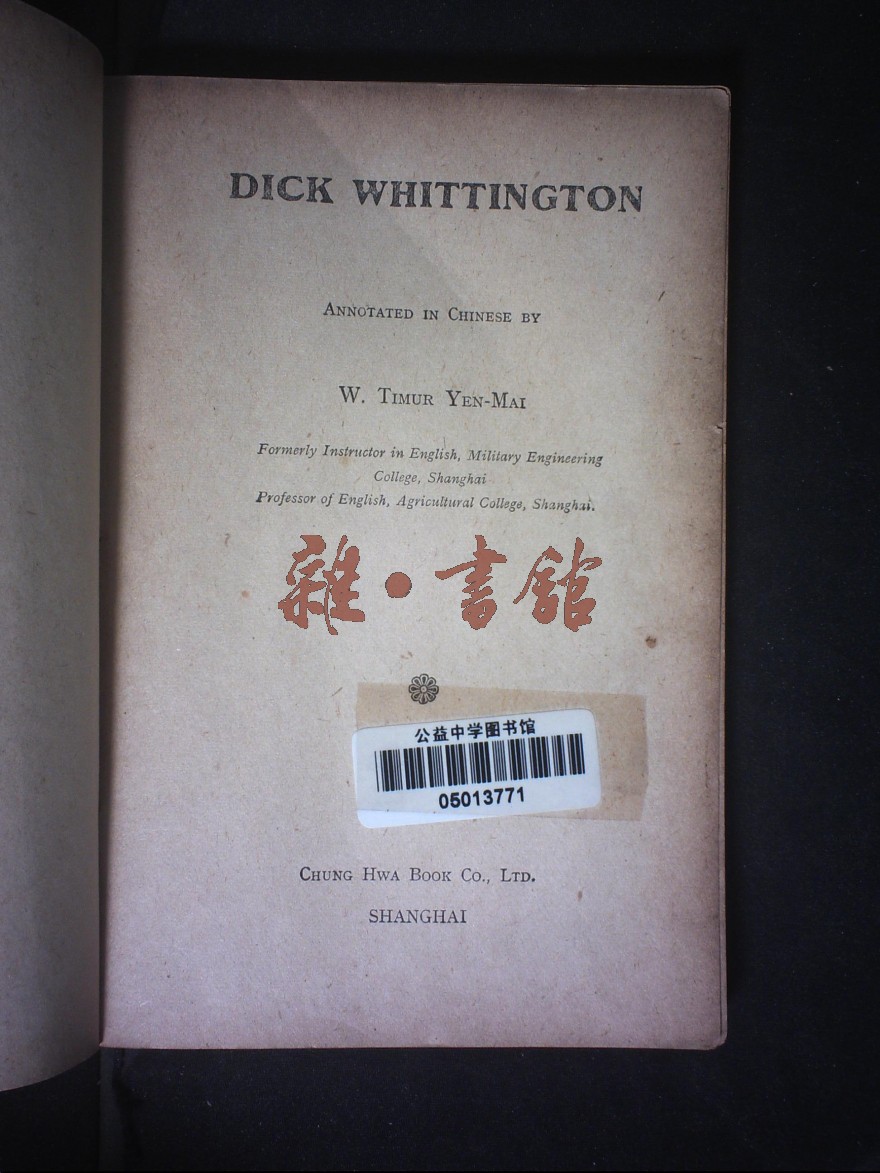 DICK WHITTINGTON
ANNOTATED IN CHINESE BY
W. TIMUR YEN-MAI
Formerly Instructor in English, Military Engineering
College, Shanghai
Professor of English, Agricultural College, Shanghai.
雜·書館
公益中学图书馆
05013771
CHUNG HWA BOOK CO., LTD.
SHANGHAI